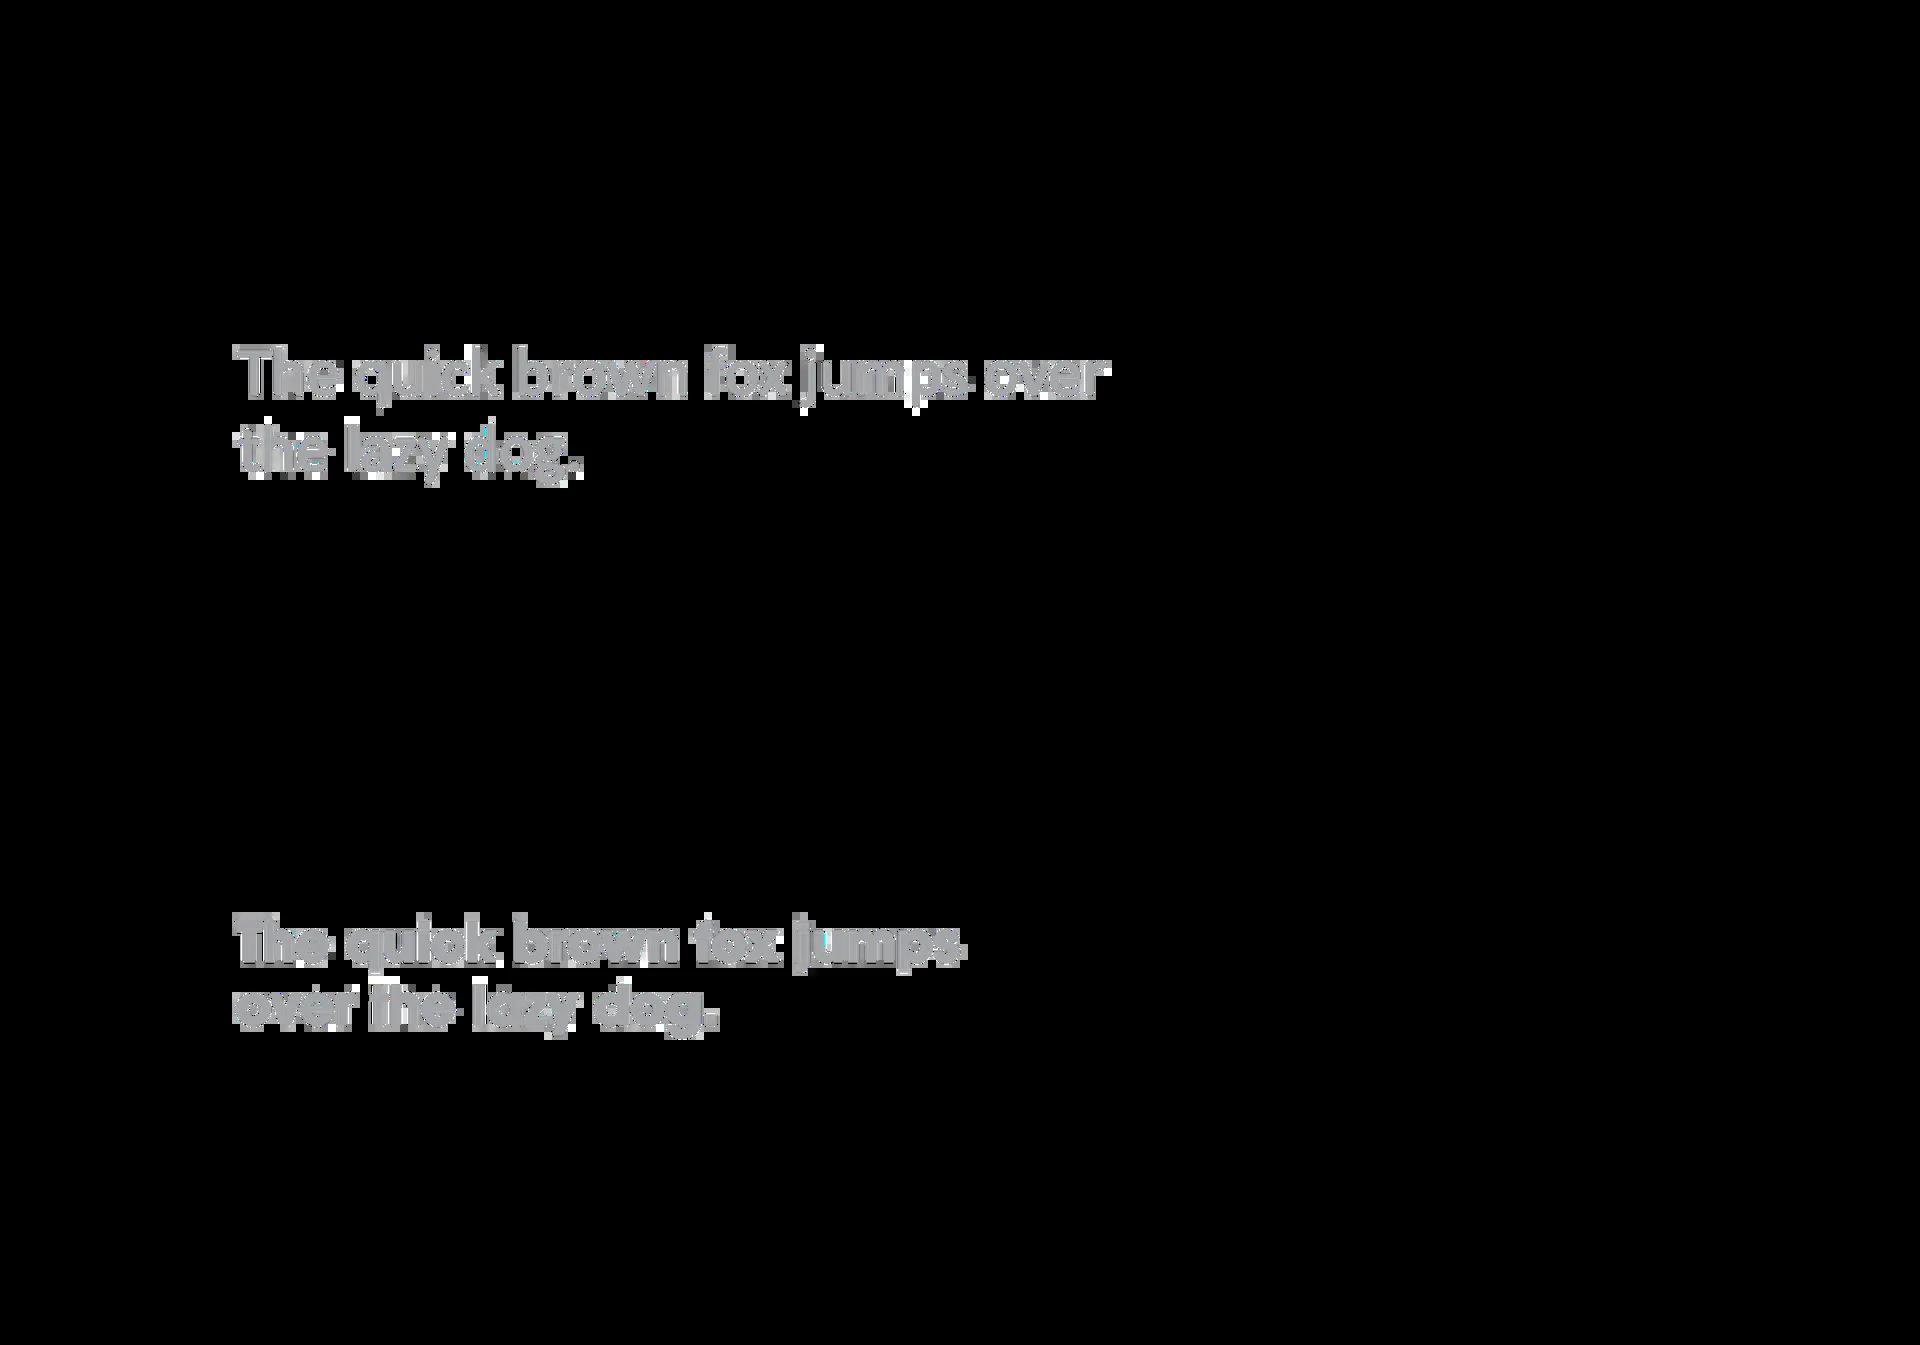 The quick brown fox jumps over
the lazy dog.
The quick brown fox jumps
over the lazy dog.